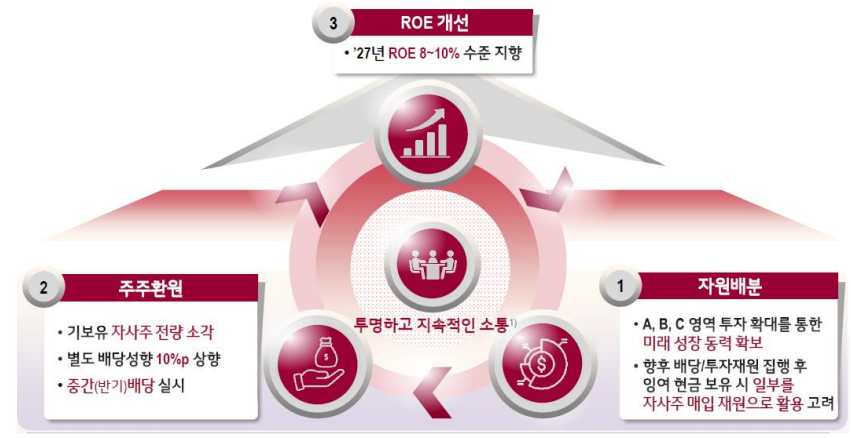 3
ROE 개선
• ’27년 ROE 8~10% 수준 지향
2
주주환원
• 기보유 자사주 전량 소각
• 별도 배당성향 10%p 상향
• 중간(반기)배당 실시
투명하고 지속적인 소통1)
1
자원배분
• A, B, C 영역 투자 확대를 통한
미래 성장 동력 확보
• 향후 배당/투자재원 집행 후
잉여 현금 보유 시 일부를
자사주 매입 재원으로 활용 고려
$
$